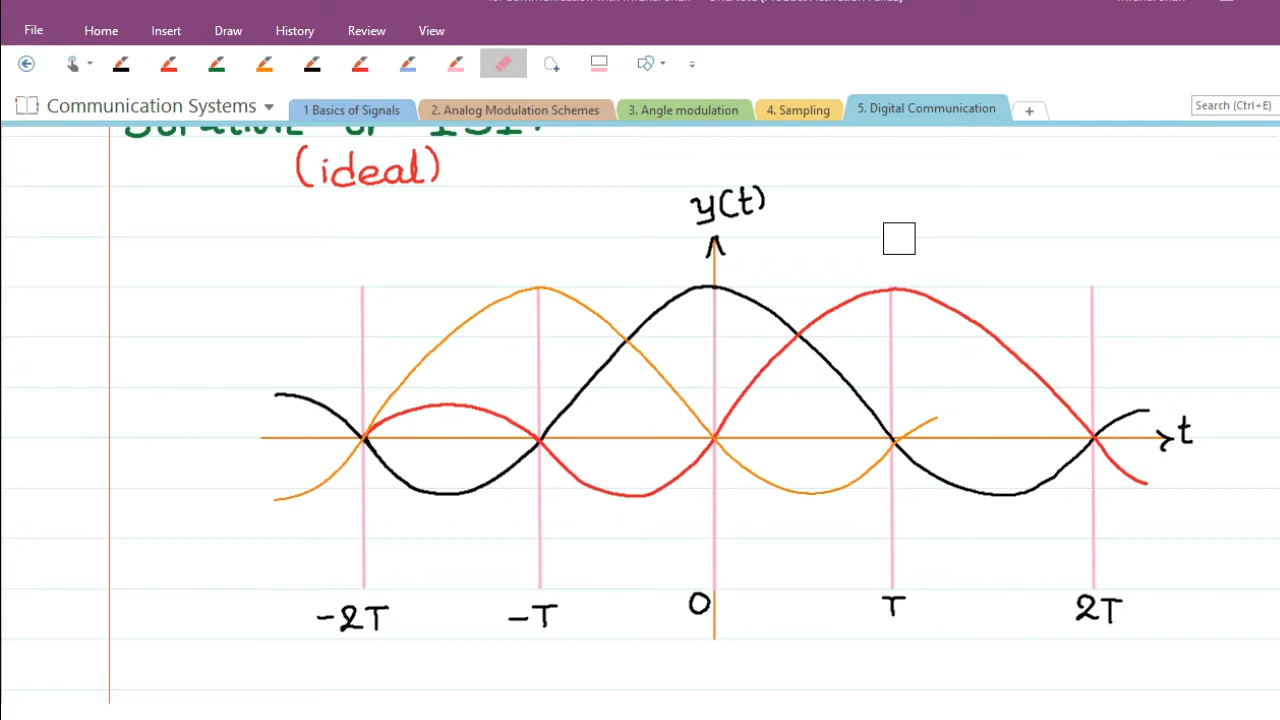 File Home Insert Draw History Review View
Communication Systems 1 Basics of Signals 2. Analog Modulation Schemes 3. Angle modulation 4. Sampling 5. Digital Communication Search (Ctrl+E)
(ideal)
y(t)
t
-2T -T 0 T 2T